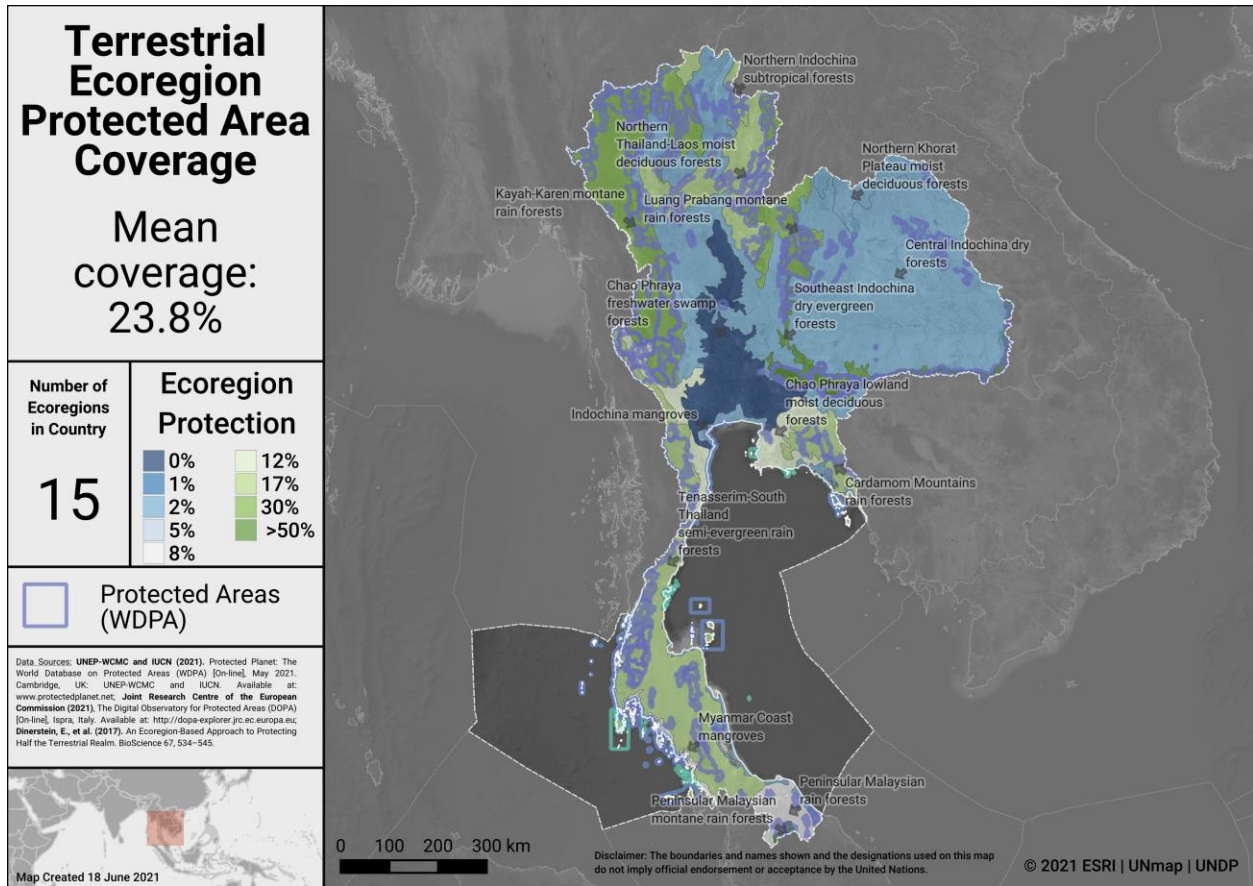 Terrestrial
Ecoregion
Protected Area
Coverage
Mean
coverage:
23.8%
Number of
Ecoregions
in Country
15
Ecoregion
Protection
0%
1%
2%
5%
8%
12%
17%
30%
>50%
Protected Areas
(WDPA)
Data Sources: UNEP-WCMC and IUCN (2021). Protected Planet: The
World Database on Protected Areas (WDPA) [On-line], May 2021.
Cambridge, UK: UNEP-WCMC and IUCN. Available at:
www.protectedplanet.net; Joint Research Centre of the European
Commission (2021), The Digital Observatory for Protected Areas (DOPA)
[On-line], Ispra, Italy. Available at: http://dopa-explorer.jrc.ec.europa.eu;
Dinerstein, E., et al. (2017). An Ecoregion-Based Approach to Protecting
Half the Terrestrial Realm. BioScience 67, 534–545.
Map Created 18 June 2021
Northern Indochina
subtropical forests
Northern
Thailand-Laos moist
deciduous forests
Northern Khorat
Plateau moist
deciduous forests
Kayah-Karen montane
rain forests
Luang Prabang montane
rain forests
Central Indochina dry
forests
Chao Phraya
freshwater swamp
forests
Southeast Indochina
dry evergreen
forests
Chao Phraya lowland
moist deciduous
forests
Indochina mangroves
Cardamom Mountains
rain forests
Tenasserim-South
Thailand
semi-evergreen rain
forests
Myanmar Coast
mangroves
Peninsular Malaysian
rain forests
Peninsular Malaysian
montane rain forests
0 100 200 300 km
Disclaimer: The boundaries and names shown and the designations used on this map
do not imply official endorsement or acceptance by the United Nations.
© 2021 ESRI | UNmap | UNDP